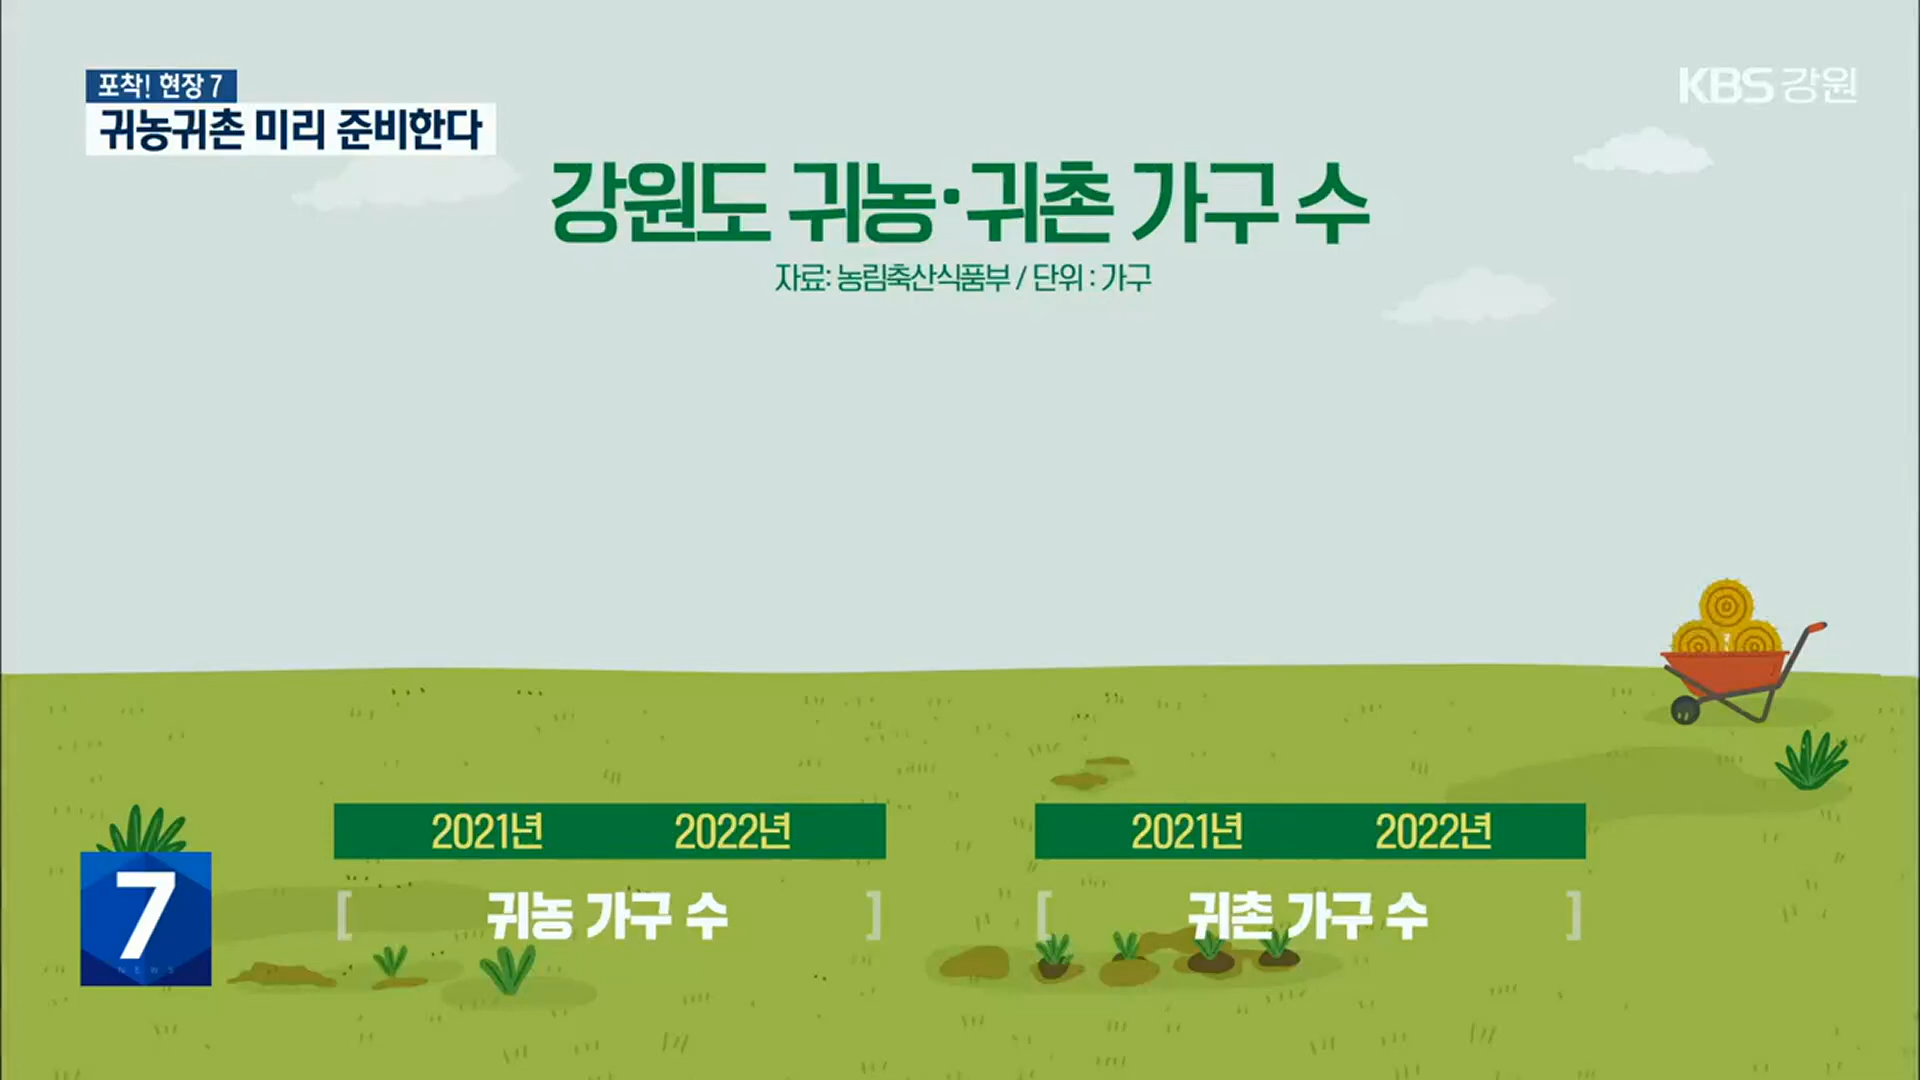 포착! 현장 7
귀농귀촌 미리 준비한다
KBS 강원
강원도 귀농·귀촌 가구 수
자료: 농림축산식품부 / 단위 : 가구
2021년 2022년
[ 귀농 가구 수 ]
2021년 2022년
[ 귀촌 가구 수 ]
7
NEWS